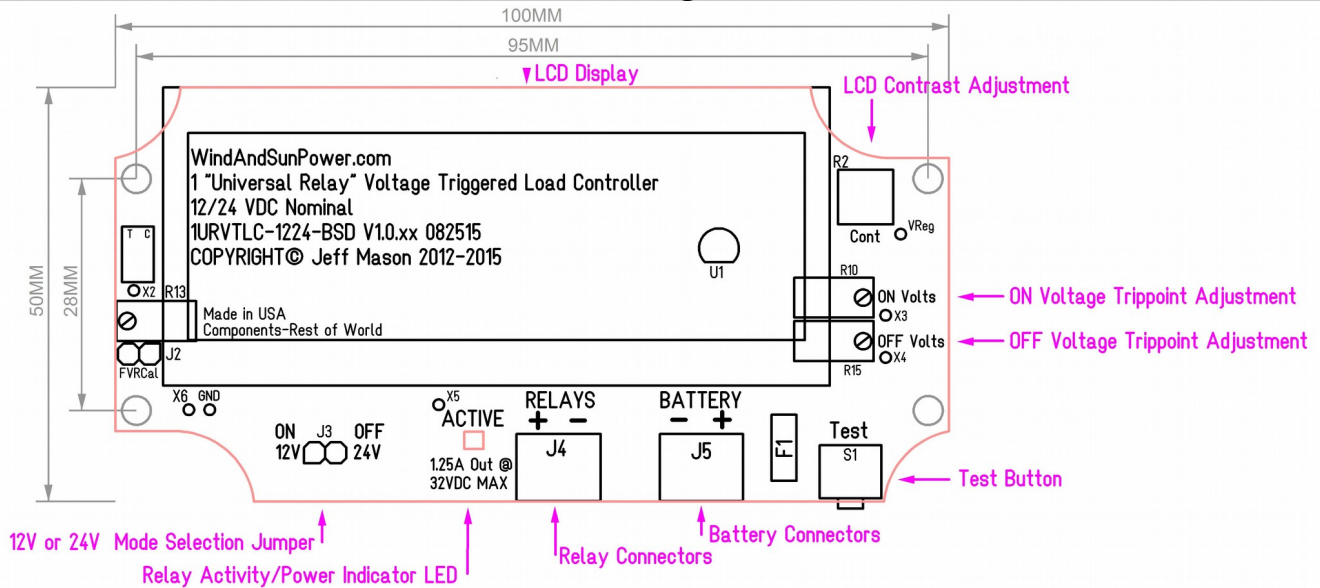 100MM
95MM
LCD Display
LCD Contrast Adjustment
WindAndSunPower.com
1 "Universal Relay" Voltage Triggered Load Controller
12/24 VDC Nominal
1URVTLC-1224-BSD V1.0.xx 082515
COPYRIGHT© Jeff Mason 2012-2015
R2
Cont
VReg
T C
X2
R13
U1
R10
ON Volts
X3
ON Voltage Trippoint Adjustment
50MM
28MM
Made in USA
Components-Rest of World
J2
FVRCal
OFF Volts
X4
R15
OFF Voltage Trippoint Adjustment
X6 GND
X5
ACTIVE
RELAYS
+ -
BATTERY
- +
ON J3 OFF
12V 24V
1.25A Out @
32VDC MAX
J4
J5
F1
Test
S1
Test Button
12V or 24V Mode Selection Jumper
Relay Activity/Power Indicator LED
Relay Connectors
Battery Connectors